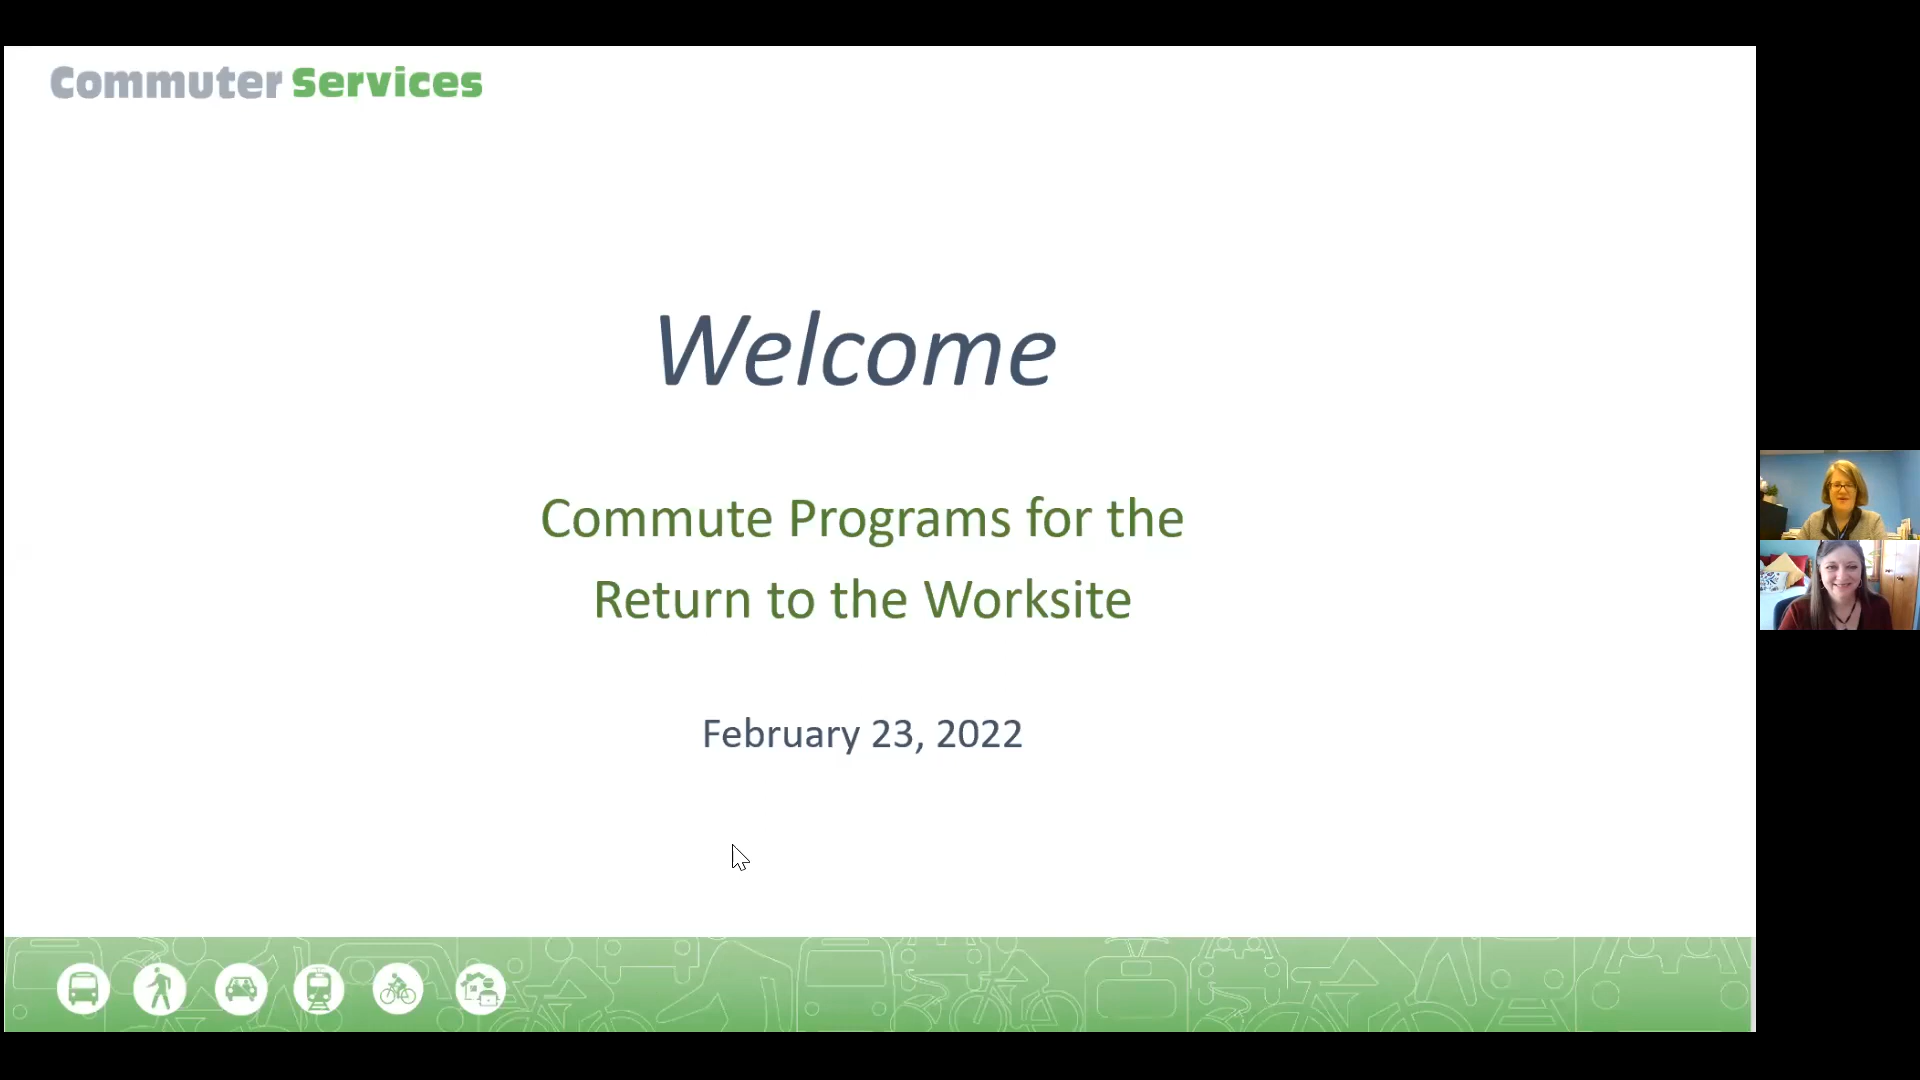 Commuter Services
Welcome
Commute Programs for the
Return to the Worksite
February 23, 2022